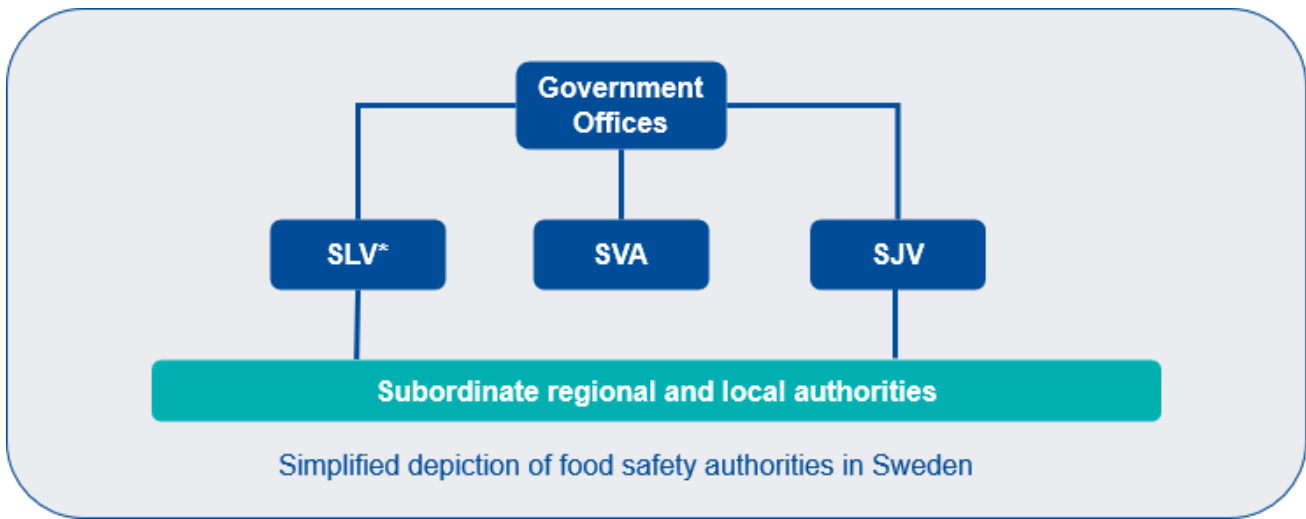 Government
Offices
SLV*
SVA
SJV
Subordinate regional and local authorities
Simplified depiction of food safety authorities in Sweden